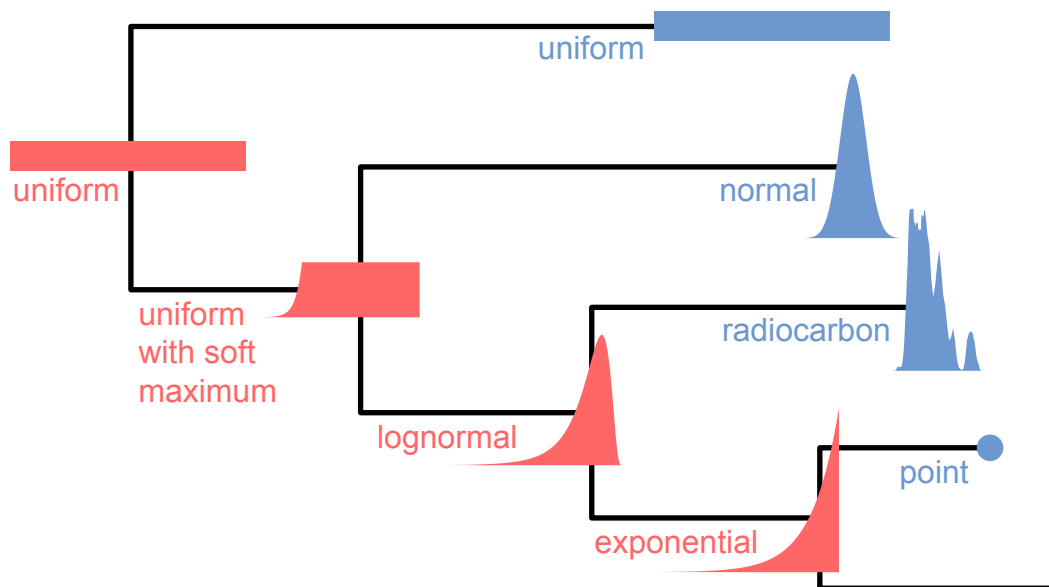 uniform
uniform
normal
uniform
with soft
maximum
radiocarbon
lognormal
point
exponential